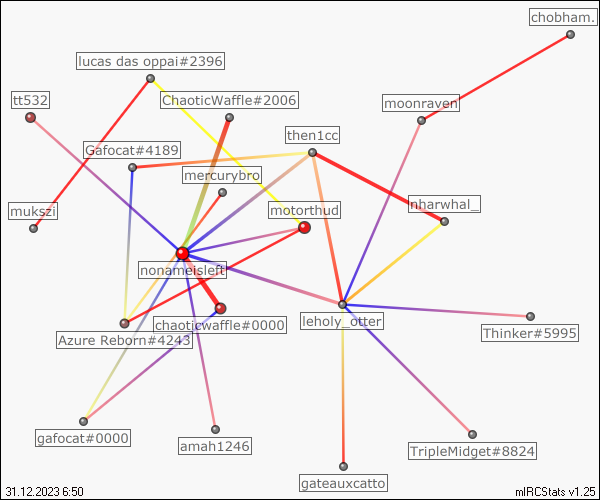 chobham.
lucas das oppai#2396
tt532
ChaoticWaffle#2006
moonraven
then1cc
Gafocat#4189
mercurybro
nharwhal_
mukszi
motorthud
nonameisleft
chaoticwaffle#0000
leholy_otter
Thinker#5995
Azure Reborn#4243
gafocat#0000
amah1246
TripleMidget#8824
gateauxcatto
31.12.2023 6:50
mIRCStats v1.25